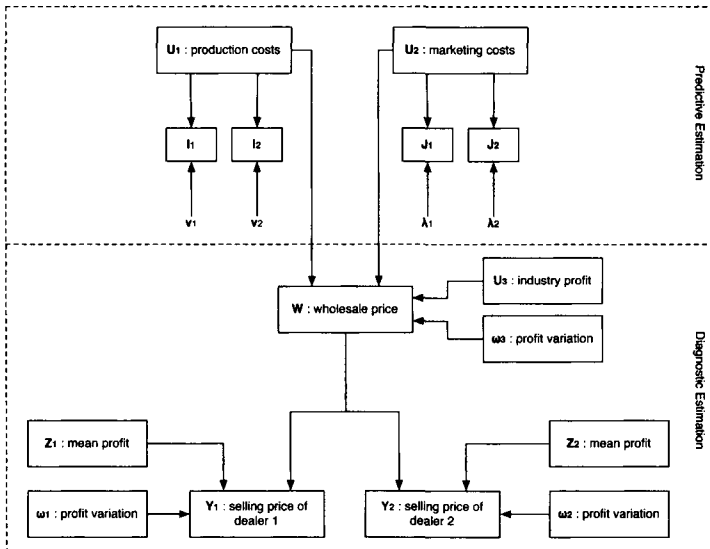 U1 : production costs
U2 : marketing costs
I1
I2
J1
J2
v1
v2
λ1
λ2
Predictive Estimation
W : wholesale price
U3 : industry profit
ω3 : profit variation
Diagnostic Estimation
Z1 : mean profit
Z2 : mean profit
ω1 : profit variation
Y1 : selling price of
dealer 1
Y2 : selling price of
dealer 2
ω2 : profit variation